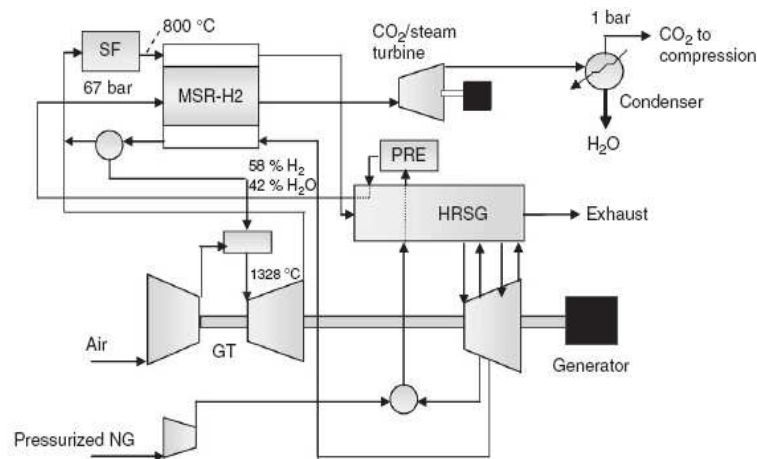 1 bar
SF
800 °C
CO₂/steam
turbine
CO₂ to
compression
67 bar
MSR-H2
Condenser
H₂O
PRE
58 % H₂
42 % H₂O
HRSG
Exhaust
1328 °C
Air
GT
Generator
Pressurized NG